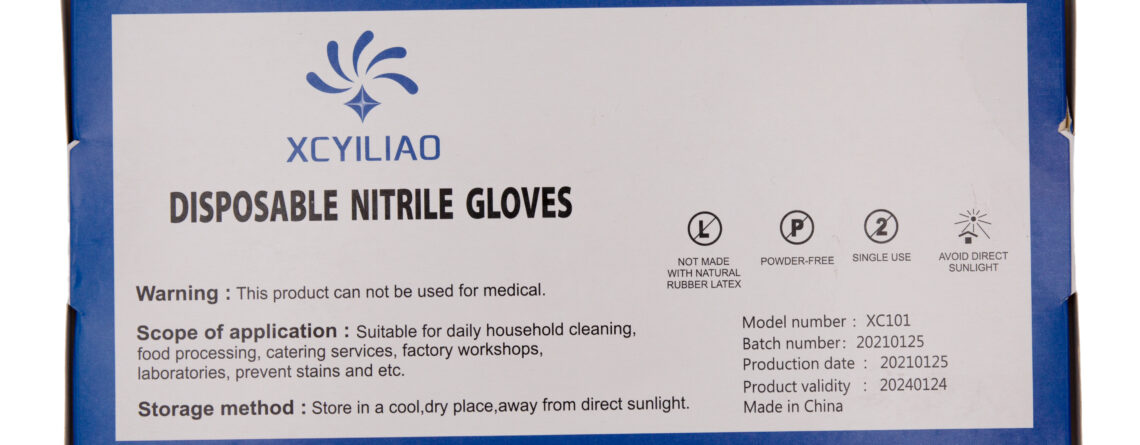 XCYILIAO
DISPOSABLE NITRILE GLOVES
L
NOT MADE
WITH NATURAL
RUBBER LATEX
P
POWDER-FREE
2
SINGLE USE
AVOID DIRECT
SUNLIGHT
Warning : This product can not be used for medical.
Scope of application : Suitable for daily household cleaning,
food processing, catering services, factory workshops,
laboratories, prevent stains and etc.
Storage method : Store in a cool,dry place,away from direct sunlight.
Model number : XC101
Batch number: 20210125
Production date : 20210125
Product validity : 20240124
Made in China